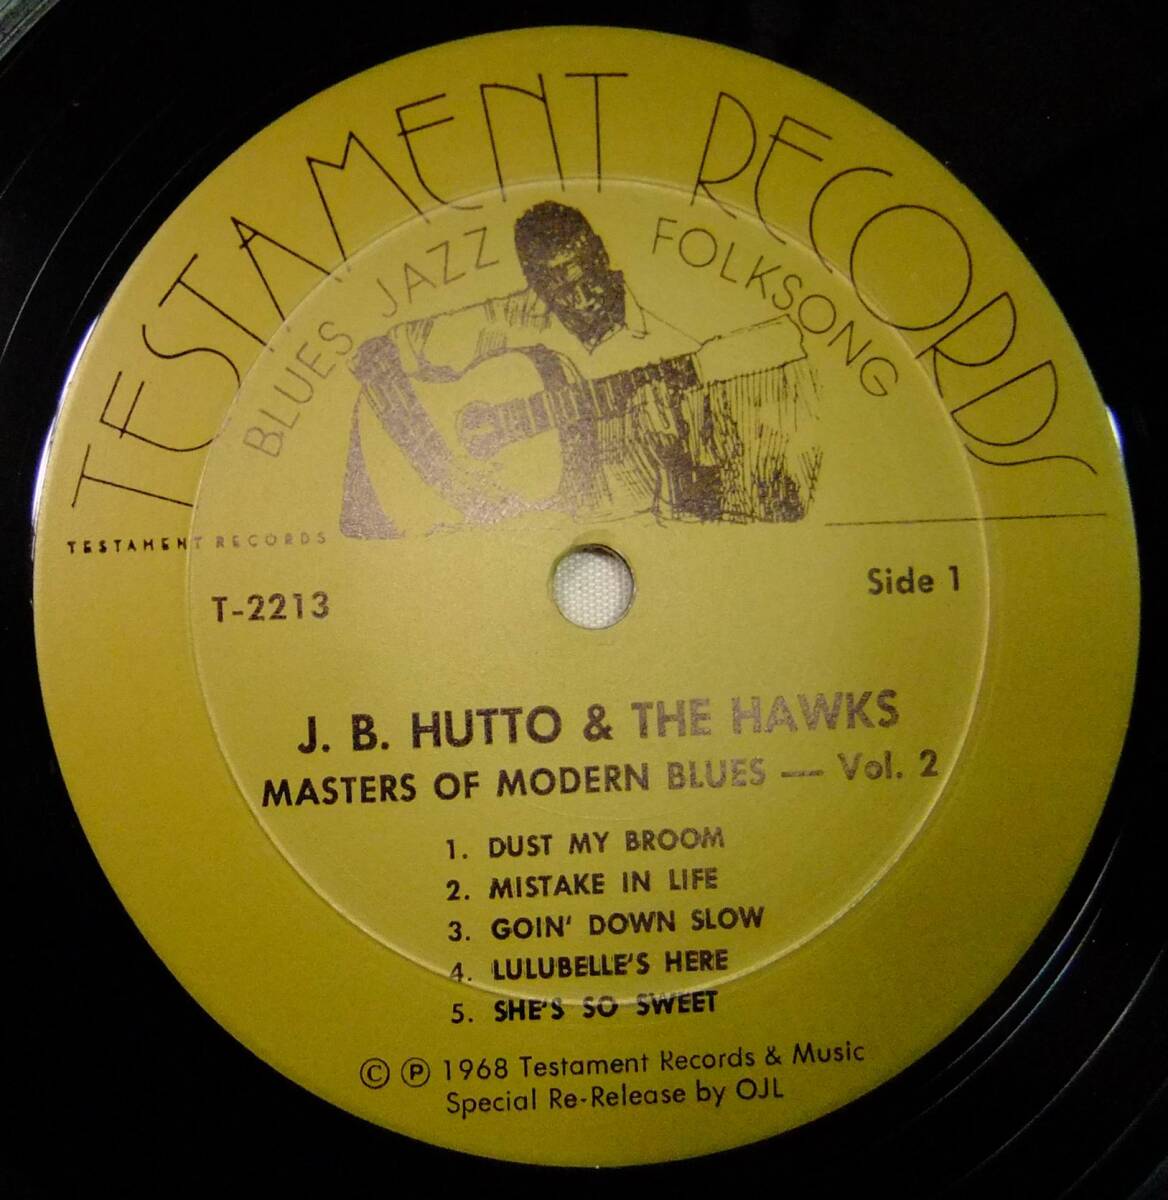 TESTAMENT RECORDS
BLUES JAZZ FOLKSONG
TESTAMENT RECORDS
T-2213
Side 1
J. B. HUTTO & THE HAWKS
MASTERS OF MODERN BLUES — Vol. 2
1. DUST MY BROOM
2. MISTAKE IN LIFE
3. GOIN' DOWN SLOW
4. LULUBELLE'S HERE
5. SHE'S SO SWEET
© ℗ 1968 Testament Records & Music
Special Re-Release by OJL